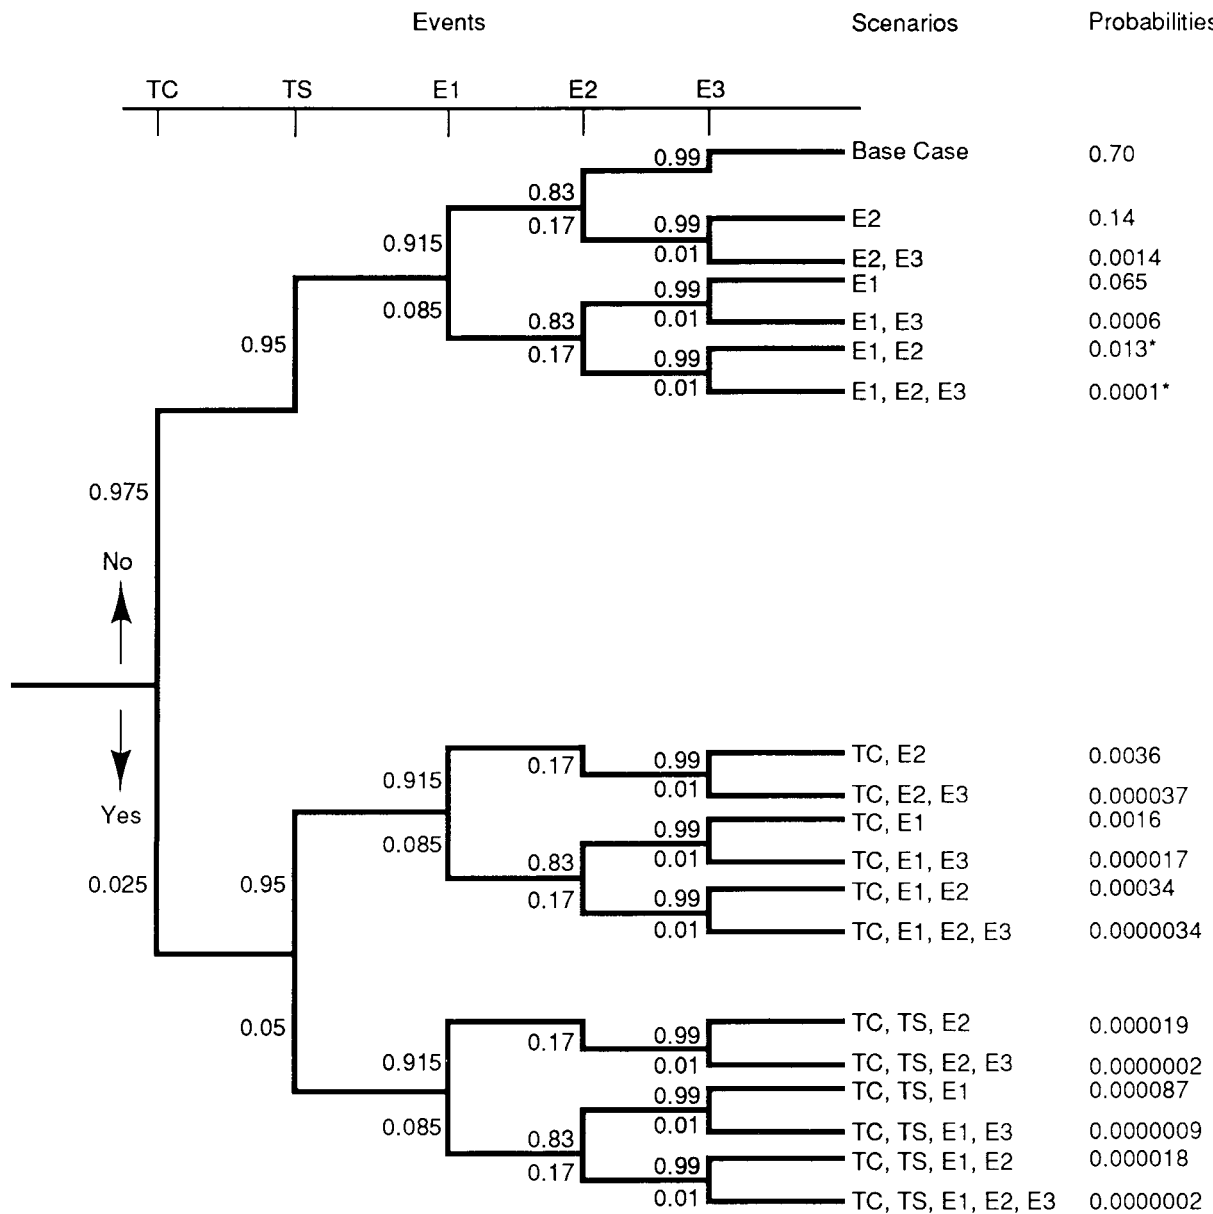 Events Scenarios Probabilities
TC TS E1 E2 E3
0.99 Base Case 0.70
0.83
0.17 0.99 E2 0.14
0.915
0.01 E2, E3 0.0014
0.99 E1 0.065
0.085
0.83 0.01 E1, E3 0.0006
0.95
0.17 0.99 E1, E2 0.013*
0.01 E1, E2, E3 0.0001*
0.975
No
0.99 TC, E2 0.0036
0.915 0.17
0.01 TC, E2, E3 0.000037
Yes
0.99 TC, E1 0.0016
0.085
0.83 0.01 TC, E1, E3 0.000017
0.025 0.95
0.17 0.99 TC, E1, E2 0.00034
0.01 TC, E1, E2, E3 0.0000034
0.05
0.99 TC, TS, E2 0.000019
0.17
0.915 0.01 TC, TS, E2, E3 0.0000002
0.99 TC, TS, E1 0.000087
0.085
0.83 0.01 TC, TS, E1, E3 0.0000009
0.17 0.99 TC, TS, E1, E2 0.000018
0.01 TC, TS, E1, E2, E3 0.0000002